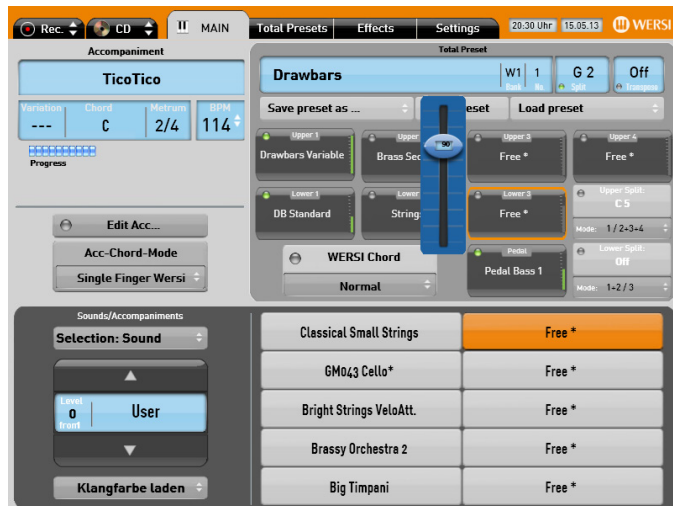 Rec. CD MAIN Total Presets Effects Settings 20:30 Uhr 15.05.13 WERSI
Accompaniment
TicoTico
Variation Chord Metrum BPM
--- C 2/4 114
Progress
Edit Acc...
Acc-Chord-Mode
Single Finger Wersi
Total Preset
Drawbars W1 1 G 2 Off
Bank No. Split Transpose
Save preset as ... eset Load preset
Upper 1 Upper Upper 3 Upper 4
Drawbars Variable Brass Sec 90 Free * Free *
Lower 1 Lower Lower 3 Upper Split:
DB Standard String Free * C 5
Mode: 1/2+3+4
WERSI Chord Pedal Lower Split:
Normal Pedal Bass 1 Off
Mode: 1+2/3
Sounds/Accompaniments
Selection: Sound
Level
0 User
front
Klangfarbe laden
Classical Small Strings Free *
GM043 Cello* Free *
Bright Strings VeloAtt. Free *
Brassy Orchestra 2 Free *
Big Timpani Free *